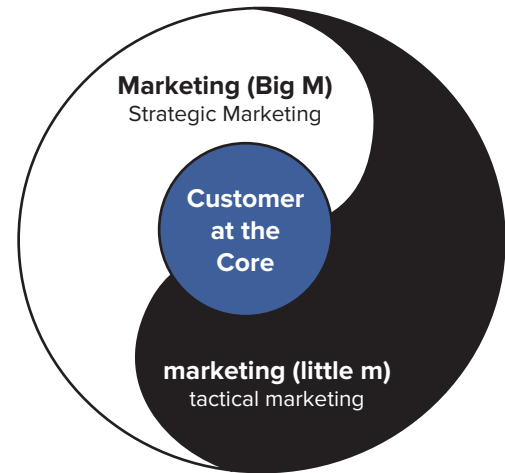 Marketing (Big M)
Strategic Marketing
Customer
at the
Core
marketing (little m)
tactical marketing